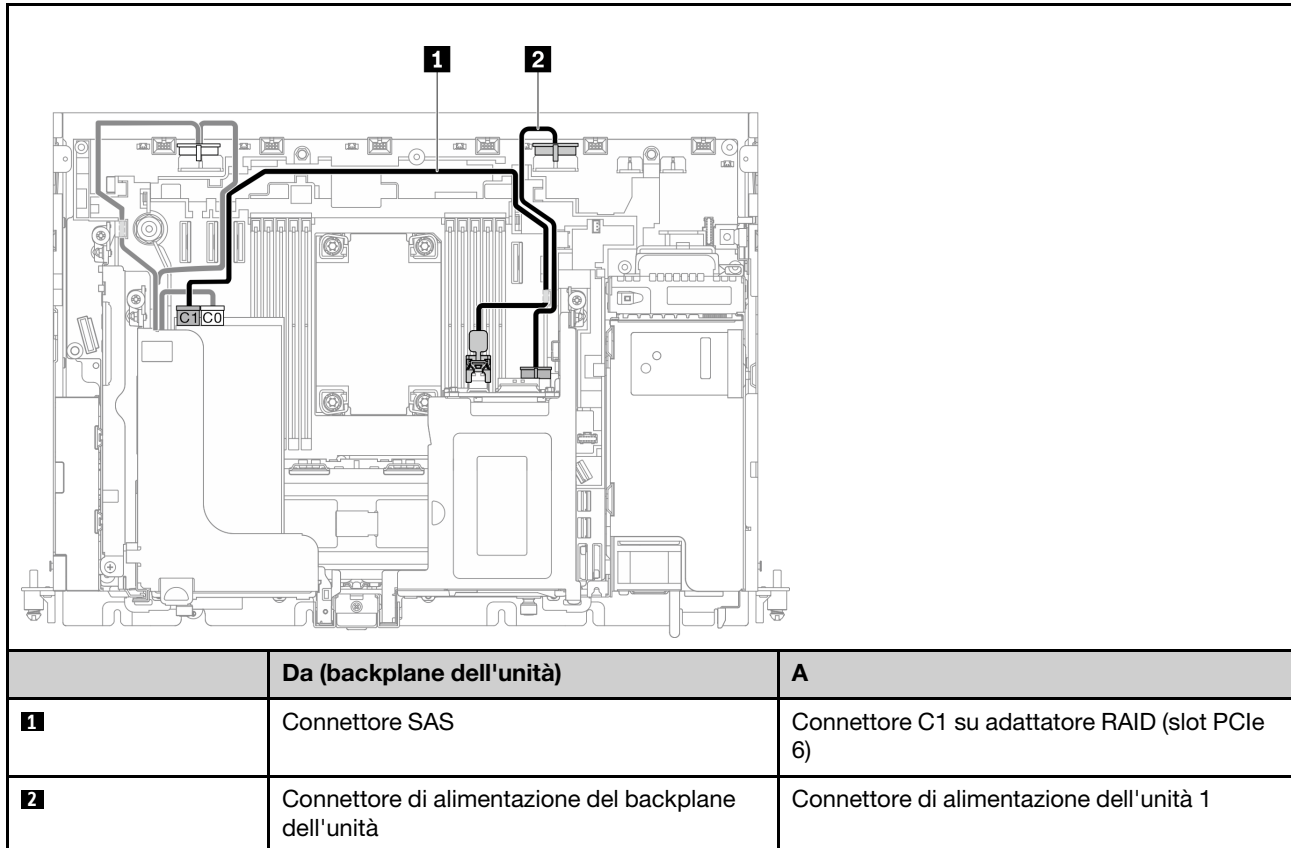 1 2
C1 C0
Da (backplane dell'unità) A
1 Connettore SAS Connettore C1 su adattatore RAID (slot PCIe
6)
2 Connettore di alimentazione del backplane Connettore di alimentazione dell'unità 1
dell'unità